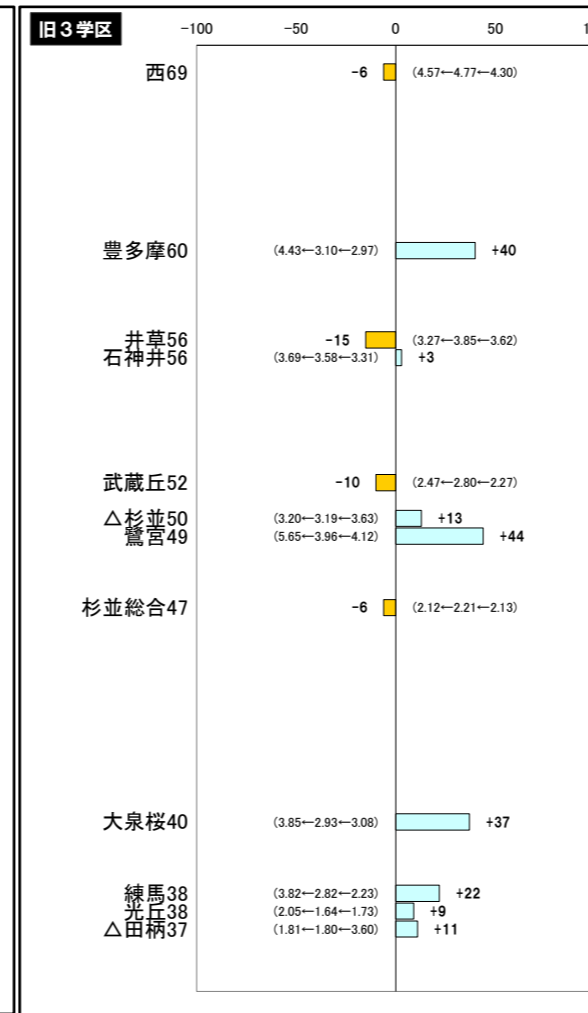 旧3学区
-100 -50 0 50 1
西69 -6 (4.57←4.77←4.30)
豊多摩60 (4.43←3.10←2.97) +40
井草56 -15 (3.27←3.85←3.62)
石神井56 (3.69←3.58←3.31) +3
武蔵丘52 -10 (2.47←2.80←2.27)
△杉並50 (3.20←3.19←3.63) +13
鷺宮49 (5.65←3.96←4.12) +44
杉並総合47 -6 (2.12←2.21←2.13)
大泉桜40 (3.85←2.93←3.08) +37
練馬38 (3.82←2.82←2.23) +22
光丘38 (2.05←1.64←1.73) +9
△田柄37 (1.81←1.80←3.60) +11